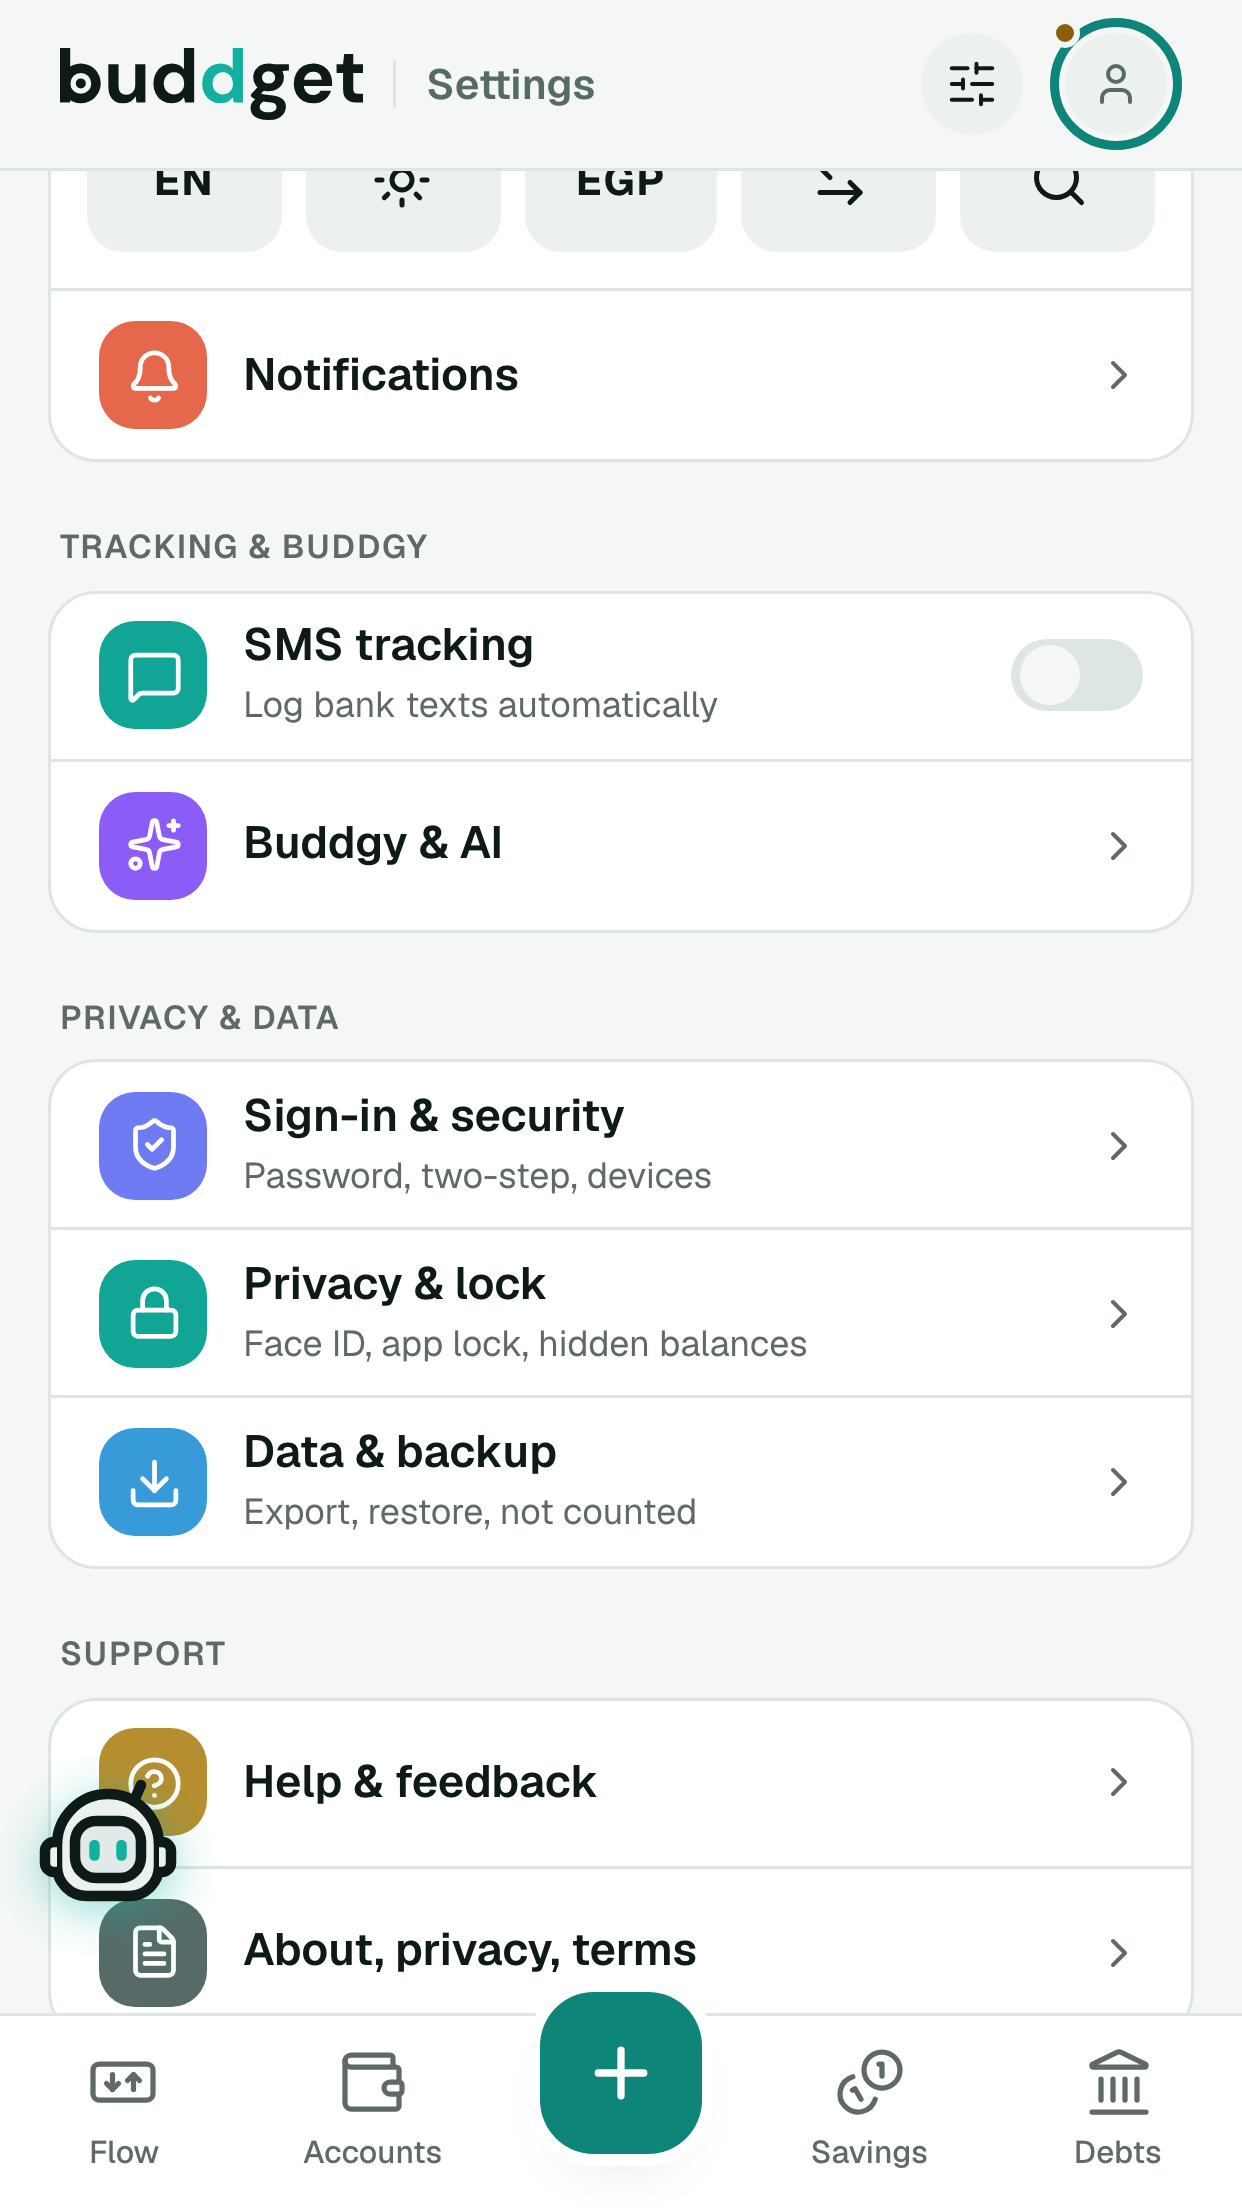 buddget
Settings
EN
EGP
Notifications
TRACKING & BUDDGY
SMS tracking
Log bank texts automatically
Buddgy & AI
PRIVACY & DATA
Sign-in & security
Password, two-step, devices
Privacy & lock
Face ID, app lock, hidden balances
Data & backup
Export, restore, not counted
SUPPORT
Help & feedback
About, privacy, terms
Flow
Accounts
Savings
Debts